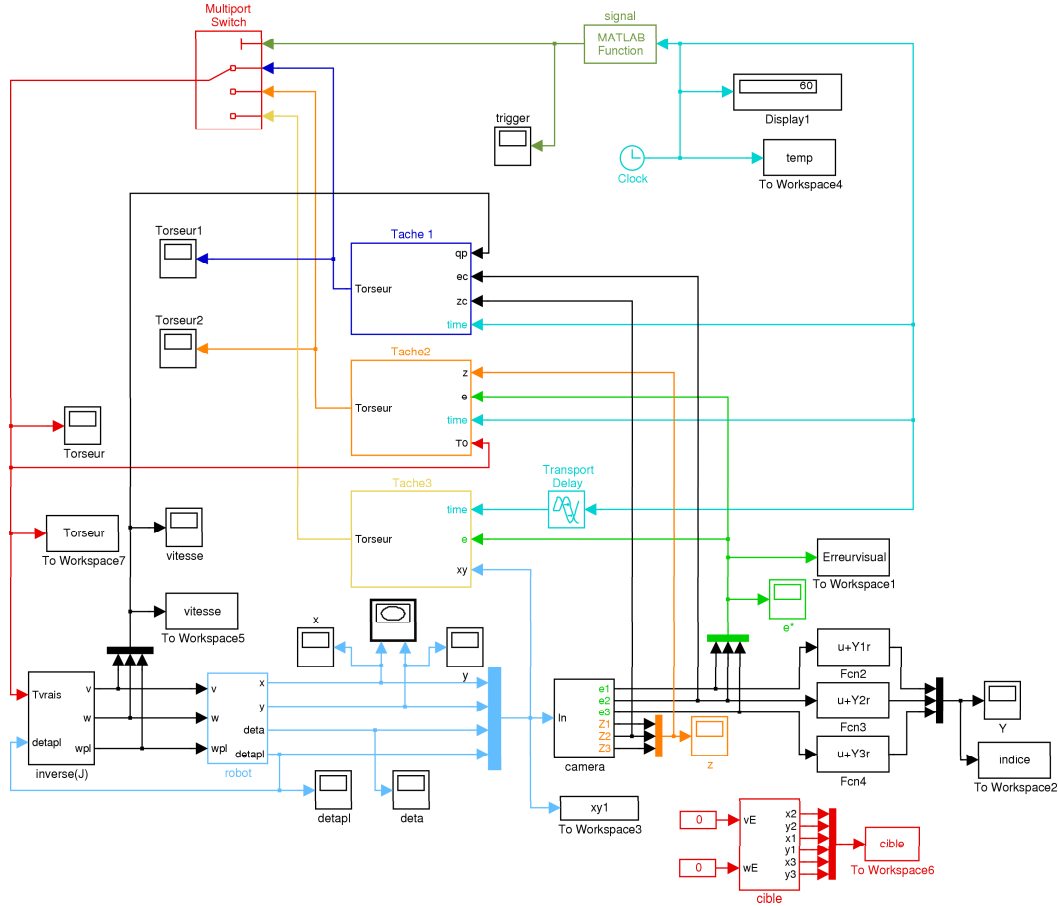 Multiport
Switch
signal
MATLAB
Function
60
Display1
trigger
Clock
temp
To Workspace4
Torseur1
Tache 1
qp
ec
Torseur
zc
time
Torseur2
Tache2
z
e
Torseur
time
T0
Torseur
Transport
Delay
Tache3
time
Torseur
e
xy
Torseur
To Workspace7
vitesse
Erreurvisual
To Workspace1
vitesse
To Workspace5
e*
x
y
u+Y1r
Fcn2
u+Y2r
Fcn3
u+Y3r
Fcn4
Tvrais
detapl
v
w
wpl
inverse(J)
v
w
wpl
x
y
deta
detapl
robot
In
e1
e2
e3
Z1
Z2
Z3
camera
z
Y
indice
To Workspace2
detapl
deta
xy1
To Workspace3
0
0
vE
wE
x2
y2
x1
y1
x3
y3
cible
cible
To Workspace6